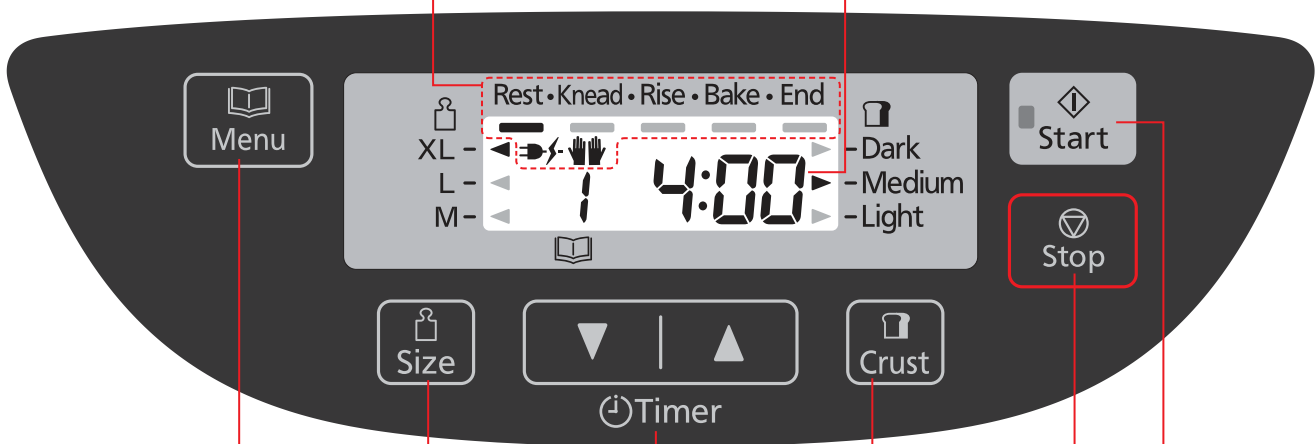 Menu
Rest • Knead • Rise • Bake • End
XL -
L -
M -
1 4:00
- Dark
- Medium
- Light
Start
Stop
Size
Crust
Timer